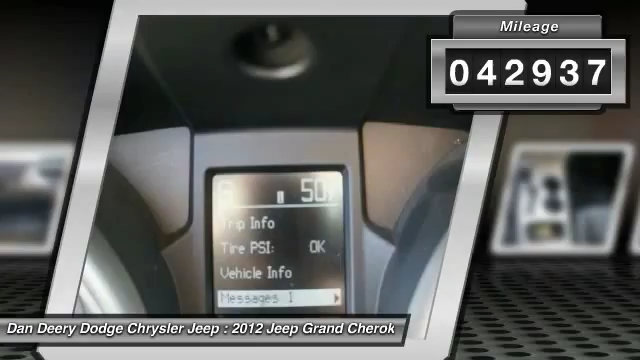 Mileage
042937
50
Trip Info
Tire PSI: OK
Vehicle Info
Messages 1
Dan Deery Dodge Chrysler Jeep : 2012 Jeep Grand Cherok